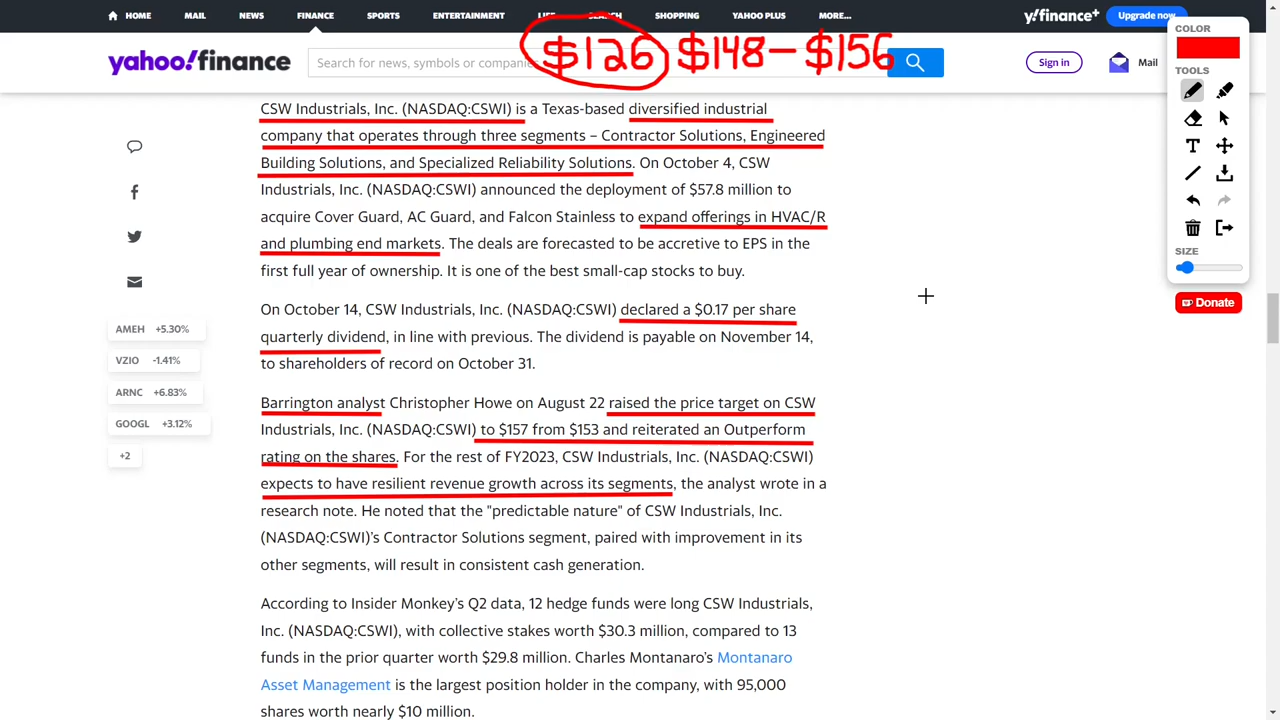 HOME MAIL NEWS FINANCE SPORTS ENTERTAINMENT LIFE SEARCH SHOPPING YAHOO PLUS MORE... y!finance+ Upgrade now
yahoo!finance Search for news, symbols or companies $126 $148-$156 Sign in Mail
COLOR
TOOLS
T
SIZE
Donate
CSW Industrials, Inc. (NASDAQ:CSWI) is a Texas-based diversified industrial
company that operates through three segments – Contractor Solutions, Engineered
Building Solutions, and Specialized Reliability Solutions. On October 4, CSW
Industrials, Inc. (NASDAQ:CSWI) announced the deployment of $57.8 million to
acquire Cover Guard, AC Guard, and Falcon Stainless to expand offerings in HVAC/R
and plumbing end markets. The deals are forecasted to be accretive to EPS in the
first full year of ownership. It is one of the best small-cap stocks to buy.
On October 14, CSW Industrials, Inc. (NASDAQ:CSWI) declared a $0.17 per share
quarterly dividend, in line with previous. The dividend is payable on November 14,
to shareholders of record on October 31.
AMEH +5.30%
VZIO -1.41%
ARNC +6.83%
GOOGL +3.12%
+2
Barrington analyst Christopher Howe on August 22 raised the price target on CSW
Industrials, Inc. (NASDAQ:CSWI) to $157 from $153 and reiterated an Outperform
rating on the shares. For the rest of FY2023, CSW Industrials, Inc. (NASDAQ:CSWI)
expects to have resilient revenue growth across its segments, the analyst wrote in a
research note. He noted that the "predictable nature" of CSW Industrials, Inc.
(NASDAQ:CSWI)'s Contractor Solutions segment, paired with improvement in its
other segments, will result in consistent cash generation.
According to Insider Monkey's Q2 data, 12 hedge funds were long CSW Industrials,
Inc. (NASDAQ:CSWI), with collective stakes worth $30.3 million, compared to 13
funds in the prior quarter worth $29.8 million. Charles Montanaro's Montanaro
Asset Management is the largest position holder in the company, with 95,000
shares worth nearly $10 million.